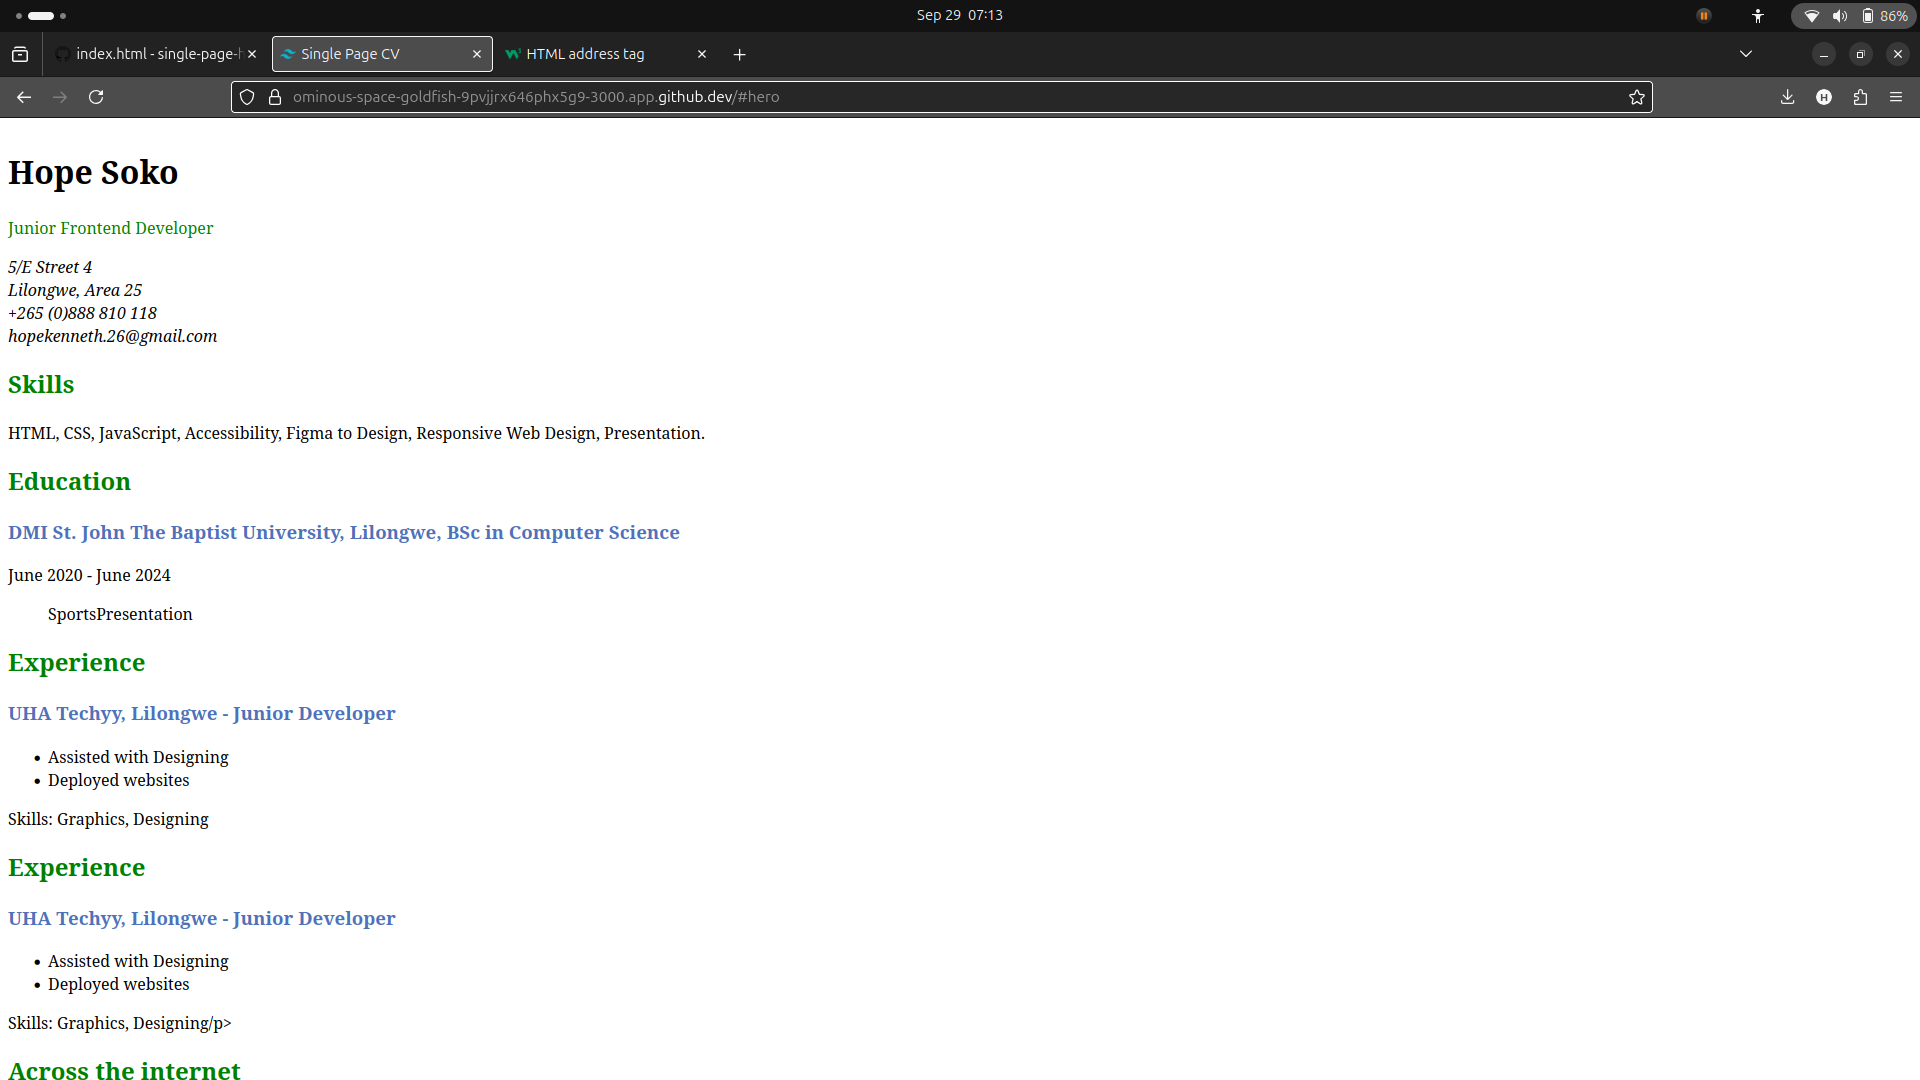 Sep 29 07:13
86%
index.html - single-page-h
Single Page CV
HTML address tag
ominous-space-goldfish-9pvjjrx646phx5g9-3000.app.github.dev/#hero
H
Hope Soko
Junior Frontend Developer
5/E Street 4
Lilongwe, Area 25
+265 (0)888 810 118
hopekenneth.26@gmail.com
Skills
HTML, CSS, JavaScript, Accessibility, Figma to Design, Responsive Web Design, Presentation.
Education
DMI St. John The Baptist University, Lilongwe, BSc in Computer Science
June 2020 - June 2024
SportsPresentation
Experience
UHA Techyy, Lilongwe - Junior Developer
• Assisted with Designing
• Deployed websites
Skills: Graphics, Designing
Experience
UHA Techyy, Lilongwe - Junior Developer
• Assisted with Designing
• Deployed websites
Skills: Graphics, Designing/p>
Across the internet